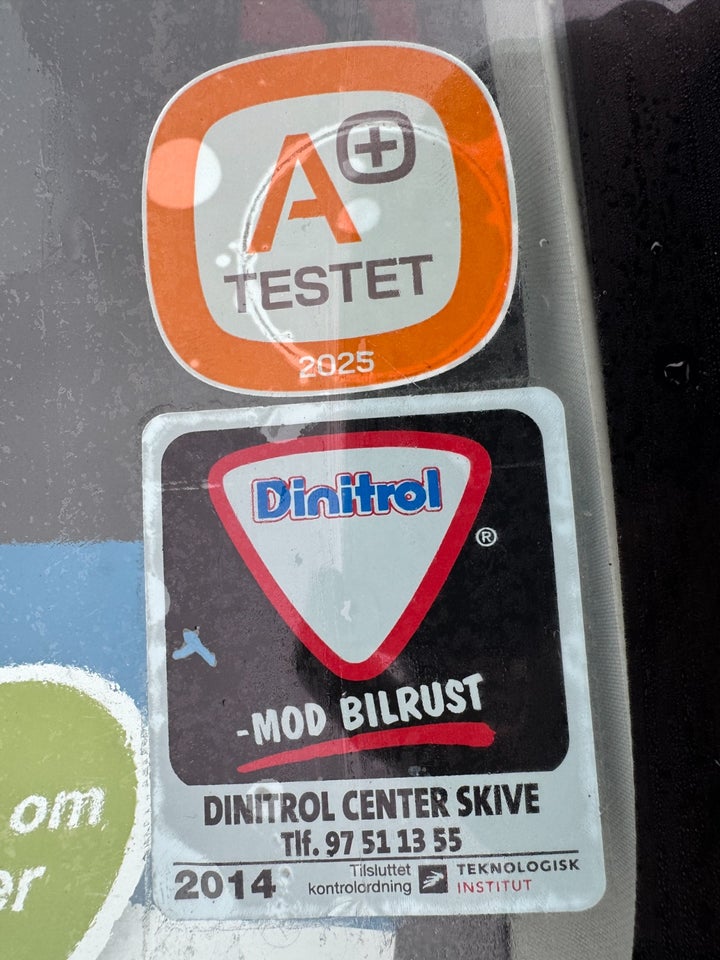 A+
TESTET
2025
Dinitrol
®
-MOD BILRUST
DINITROL CENTER SKIVE
Tlf. 97 51 13 55
2014
Tilsluttet
kontrolordning
TEKNOLOGISK
INSTITUT
om
er